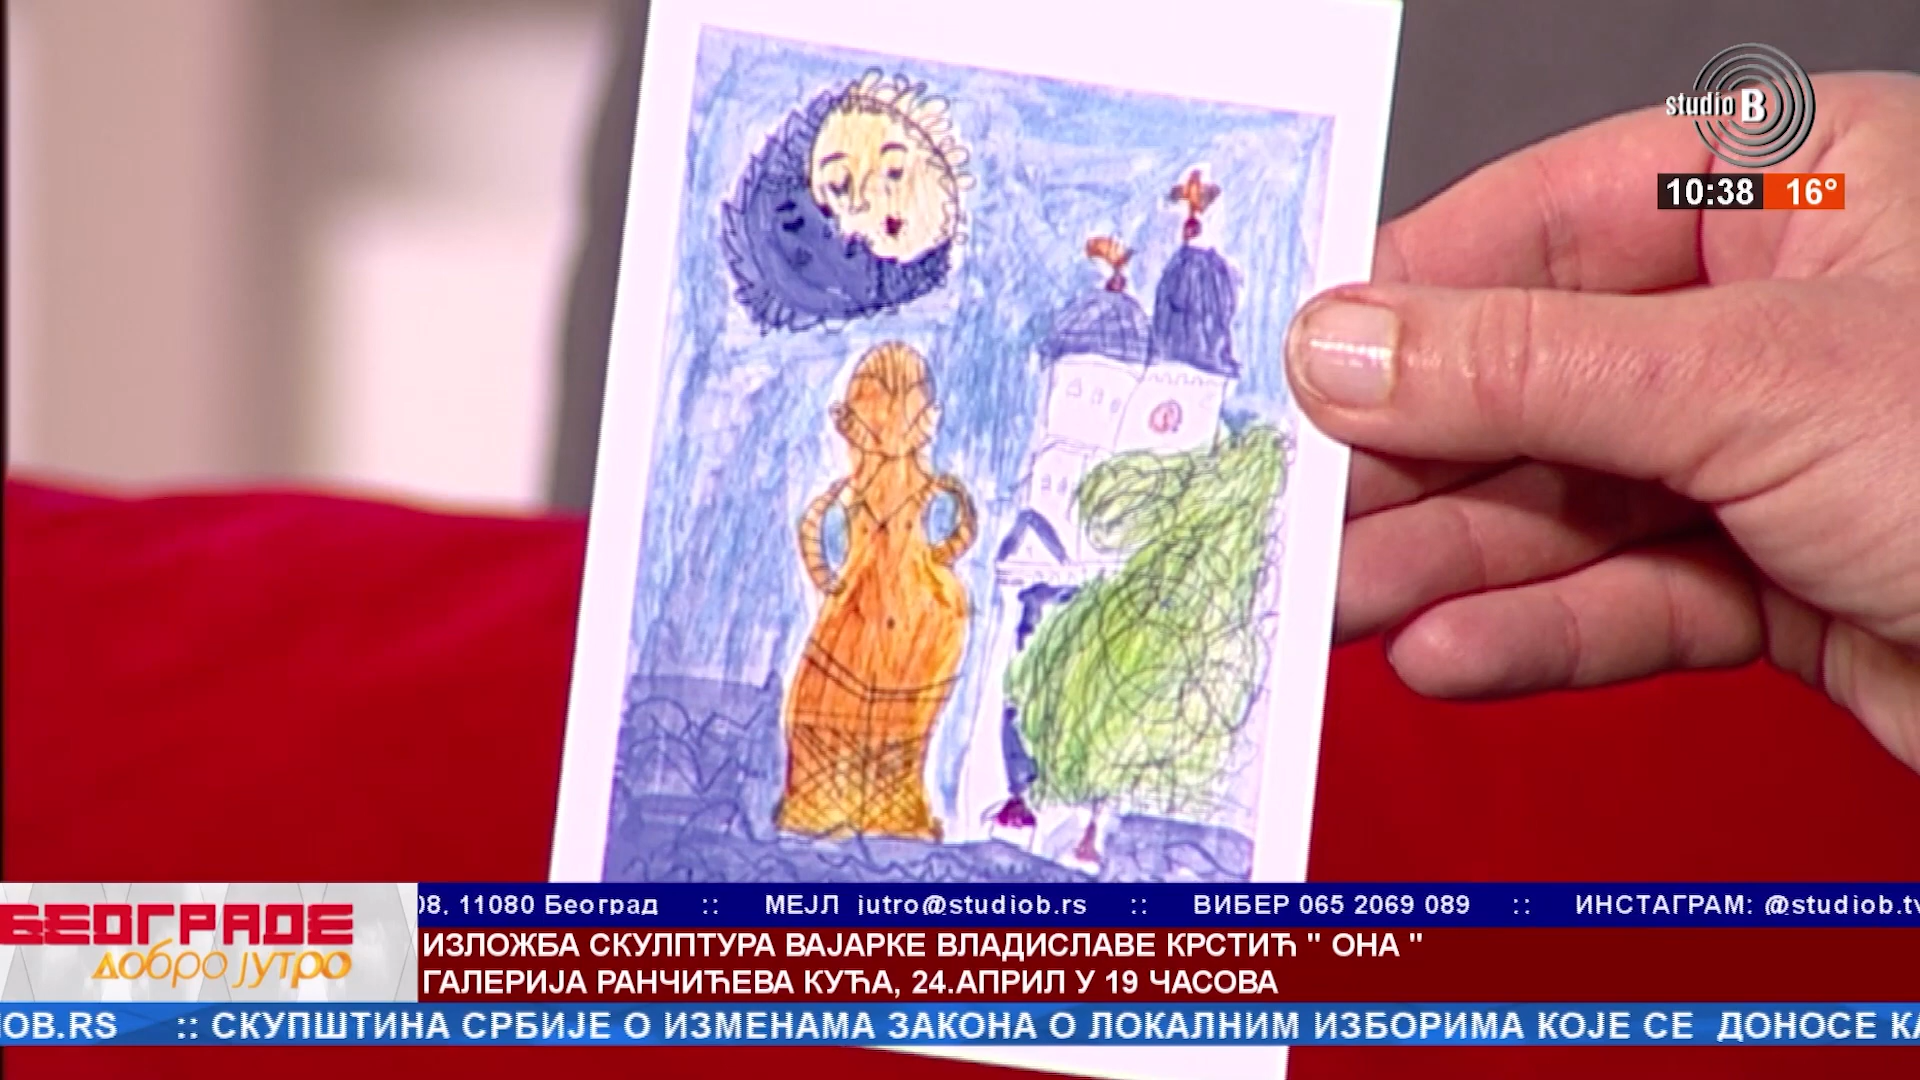 studio B
10:38 16°
08, 11080 Београд :: МЕЈЛ jutro@studiob.rs :: ВИБЕР 065 2069 089 :: ИНСТАГРАМ: @studiob.tv
БЕОГРАДЕ
добро јутро
ИЗЛОЖБА СКУЛПТУРА ВАЈАРКЕ ВЛАДИСЛАВЕ КРСТИЋ " ОНА "
ГАЛЕРИЈА РАНЧИЋЕВА КУЋА, 24.АПРИЛ У 19 ЧАСОВА
OB.RS :: СКУПШТИНА СРБИЈЕ О ИЗМЕНАМА ЗАКОНА О ЛОКАЛНИМ ИЗБОРИМА КОЈЕ СЕ ДОНОСЕ